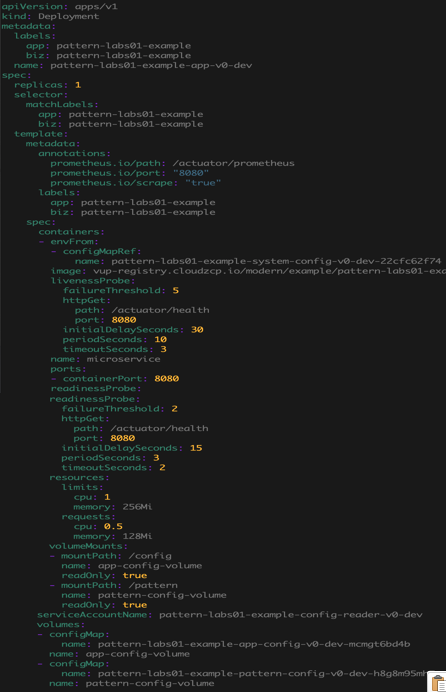 apiVersion: apps/v1
kind: Deployment
metadata:
  labels:
    app: pattern-labs01-example
    biz: pattern-labs01-example
  name: pattern-labs01-example-app-v0-dev
spec:
  replicas: 1
  selector:
    matchLabels:
      app: pattern-labs01-example
      biz: pattern-labs01-example
  template:
    metadata:
      annotations:
        prometheus.io/path: /actuator/prometheus
        prometheus.io/port: "8080"
        prometheus.io/scrape: "true"
      labels:
        app: pattern-labs01-example
        biz: pattern-labs01-example
    spec:
      containers:
      - envFrom:
        - configMapRef:
            name: pattern-labs01-example-system-config-v0-dev-22cfc62f74
        image: vup-registry.cloudzcp.io/modern/example/pattern-labs01-exa
        livenessProbe:
          failureThreshold: 5
          httpGet:
            path: /actuator/health
            port: 8080
          initialDelaySeconds: 30
          periodSeconds: 10
          timeoutSeconds: 3
        name: microservice
        ports:
        - containerPort: 8080
        readinessProbe:
        readinessProbe:
          failureThreshold: 2
          httpGet:
            path: /actuator/health
            port: 8080
          initialDelaySeconds: 15
          periodSeconds: 3
          timeoutSeconds: 2
        resources:
          limits:
            cpu: 1
            memory: 256Mi
          requests:
            cpu: 0.5
            memory: 128Mi
        volumeMounts:
        - mountPath: /config
          name: app-config-volume
          readOnly: true
        - mountPath: /pattern
          name: pattern-config-volume
          readOnly: true
      serviceAccountName: pattern-labs01-example-config-reader-v0-dev
      volumes:
      - configMap:
          name: pattern-labs01-example-app-config-v0-dev-mcmgt6bd4b
        name: app-config-volume
      - configMap:
          name: pattern-labs01-example-pattern-config-v0-dev-h8g8m95m
        name: pattern-config-volume